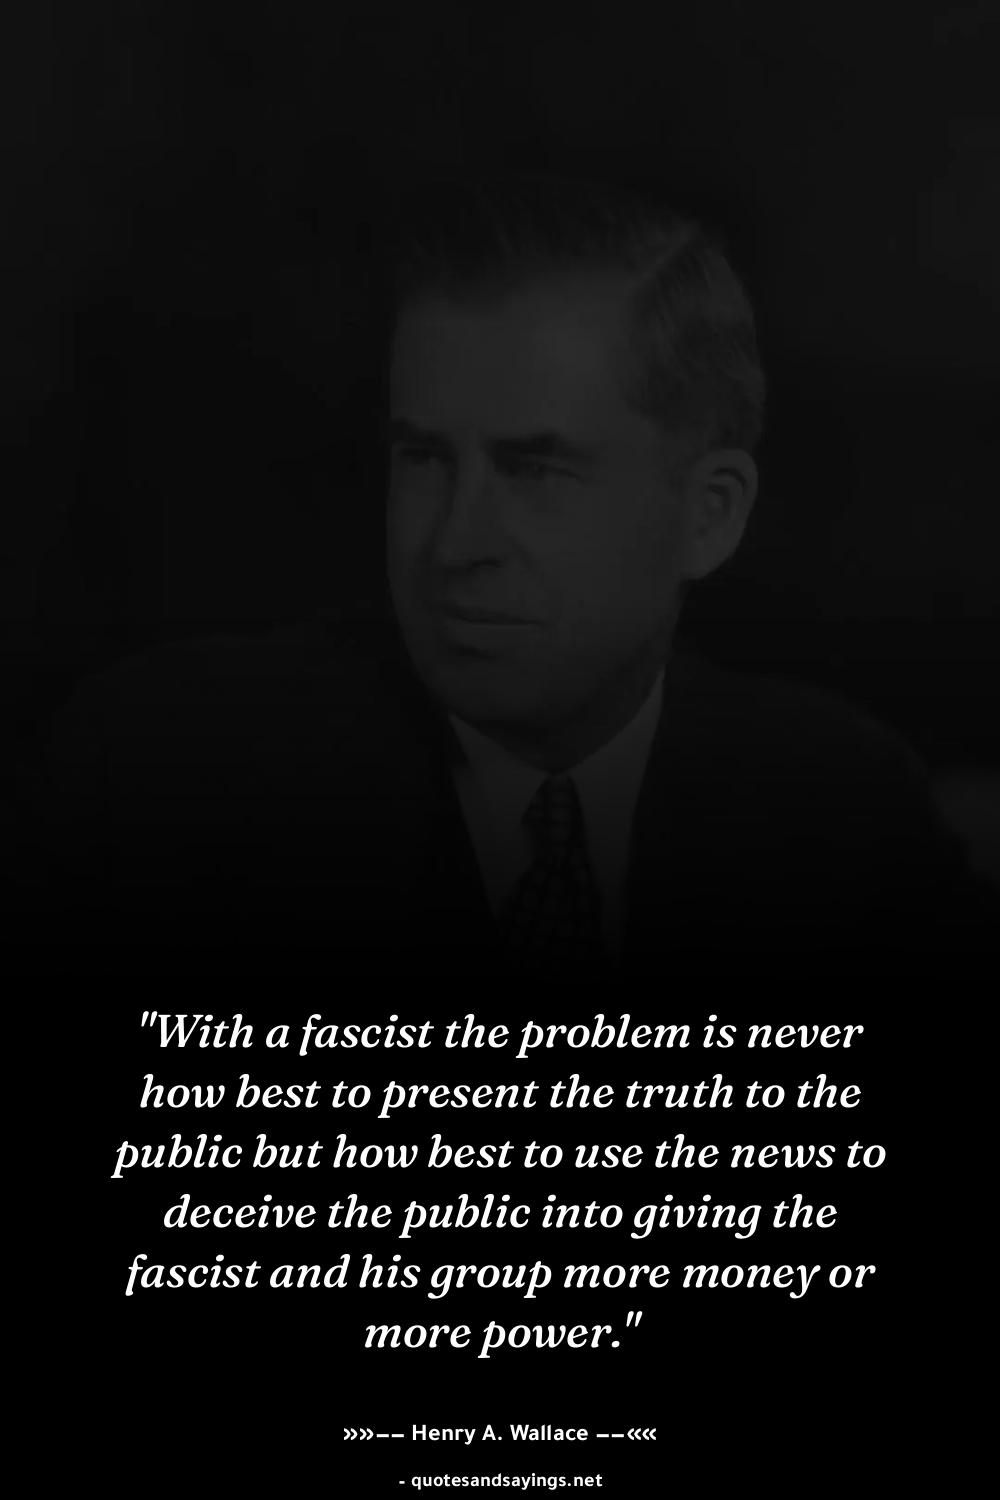 "With a fascist the problem is never
how best to present the truth to the
public but how best to use the news to
deceive the public into giving the
fascist and his group more money or
more power."
»»−− Henry A. Wallace −−««
- quotesandsayings.net